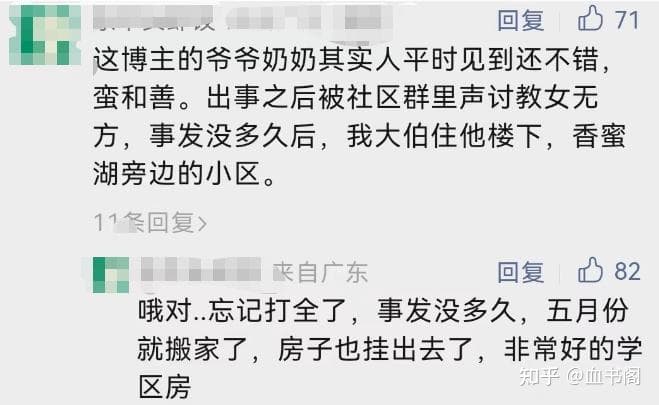 回复 71
这博主的爷爷奶奶其实人平时见到还不错,
蛮和善。出事之后被社区群里声讨教女无
方,事发没多久后,我大伯住他楼下,香蜜
湖旁边的小区。
11条回复>
来自广东 回复 82
哦对..忘记打全了,事发没多久,五月份
就搬家了,房子也挂出去了,非常好的学
区房
知乎 @血书阁